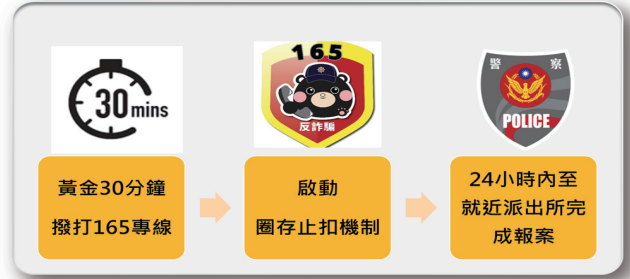 30 mins
黃金30分鐘
撥打165專線
165
反詐騙
啟動
圈存止扣機制
警 察
POLICE
24小時內至
就近派出所完
成報案